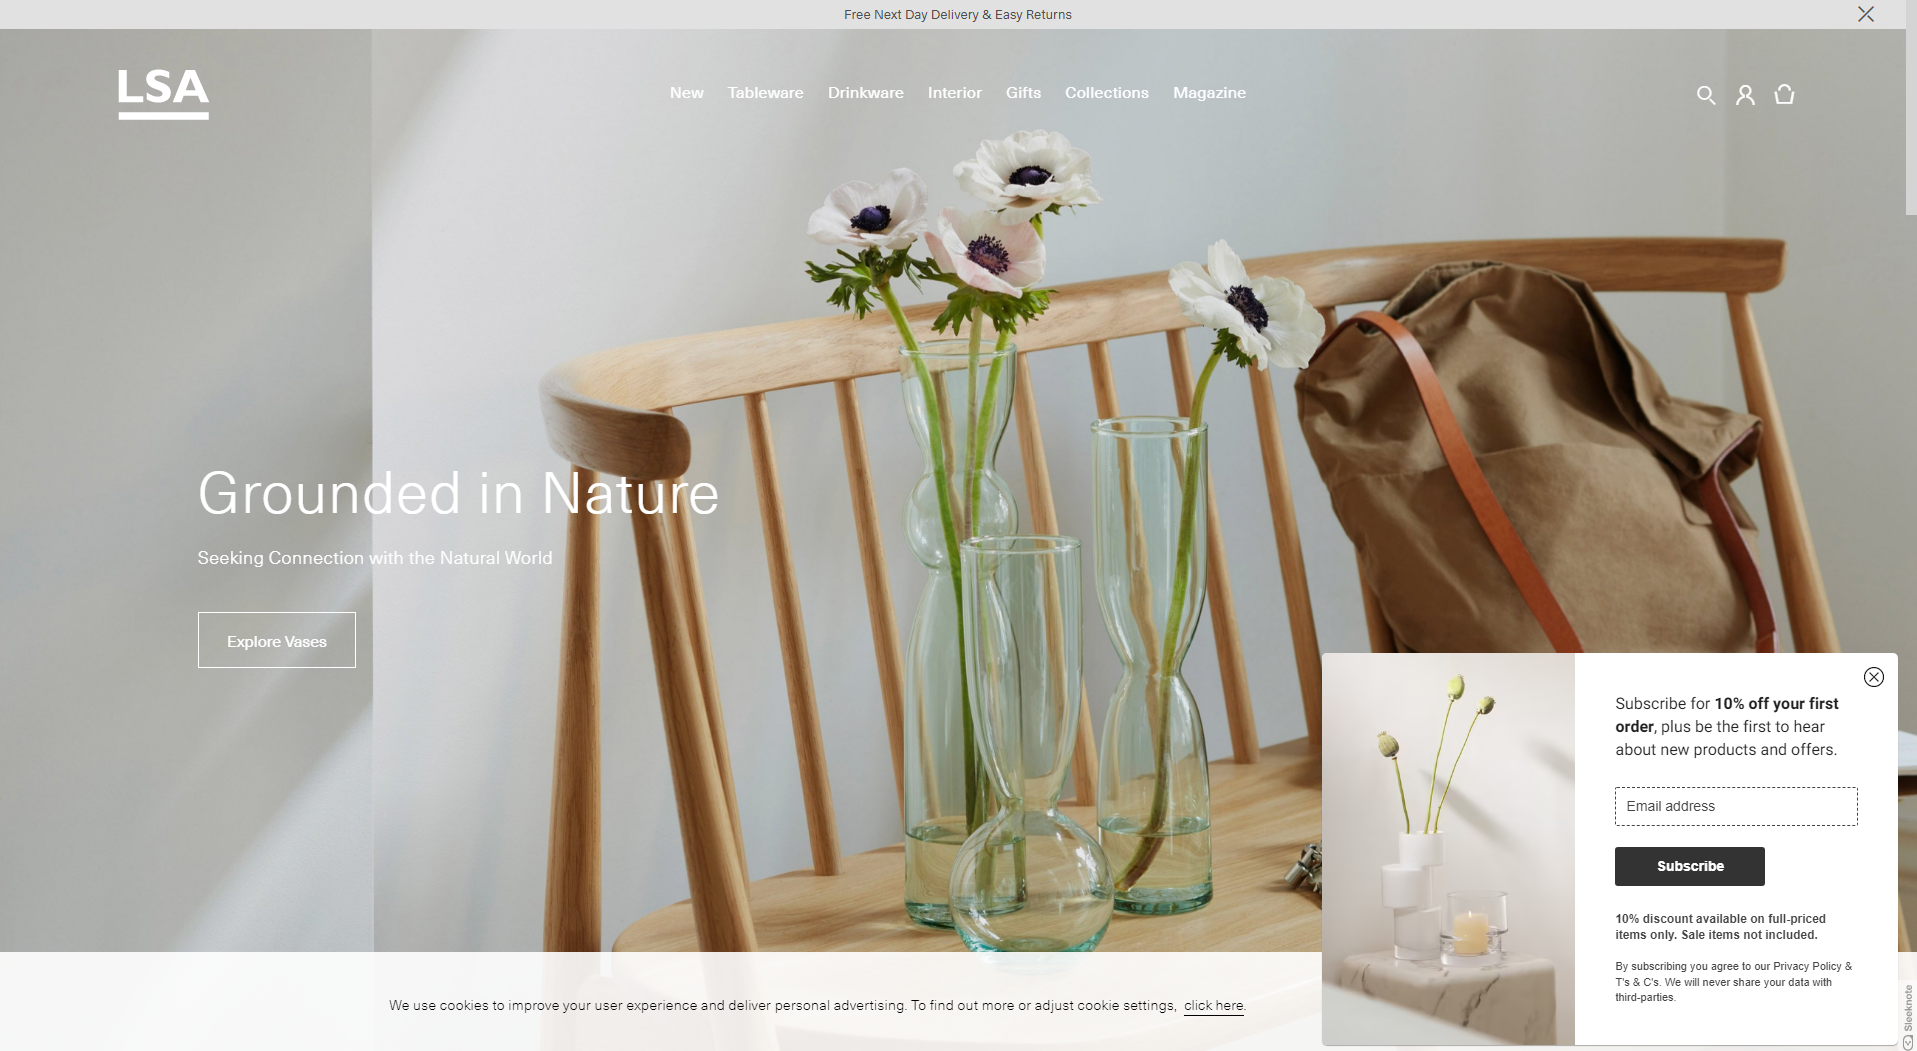 Free Next Day Delivery & Easy Returns
LSA
New Tableware Drinkware Interior Gifts Collections Magazine
Grounded in Nature
Seeking Connection with the Natural World
Explore Vases
Subscribe for 10% off your first
order, plus be the first to hear
about new products and offers.
Email address
Subscribe
10% discount available on full-priced
items only. Sale items not included.
By subscribing you agree to our Privacy Policy &
T's & C's. We will never share your data with
third-parties.
We use cookies to improve your user experience and deliver personal advertising. To find out more or adjust cookie settings, click here.
Sleeknote